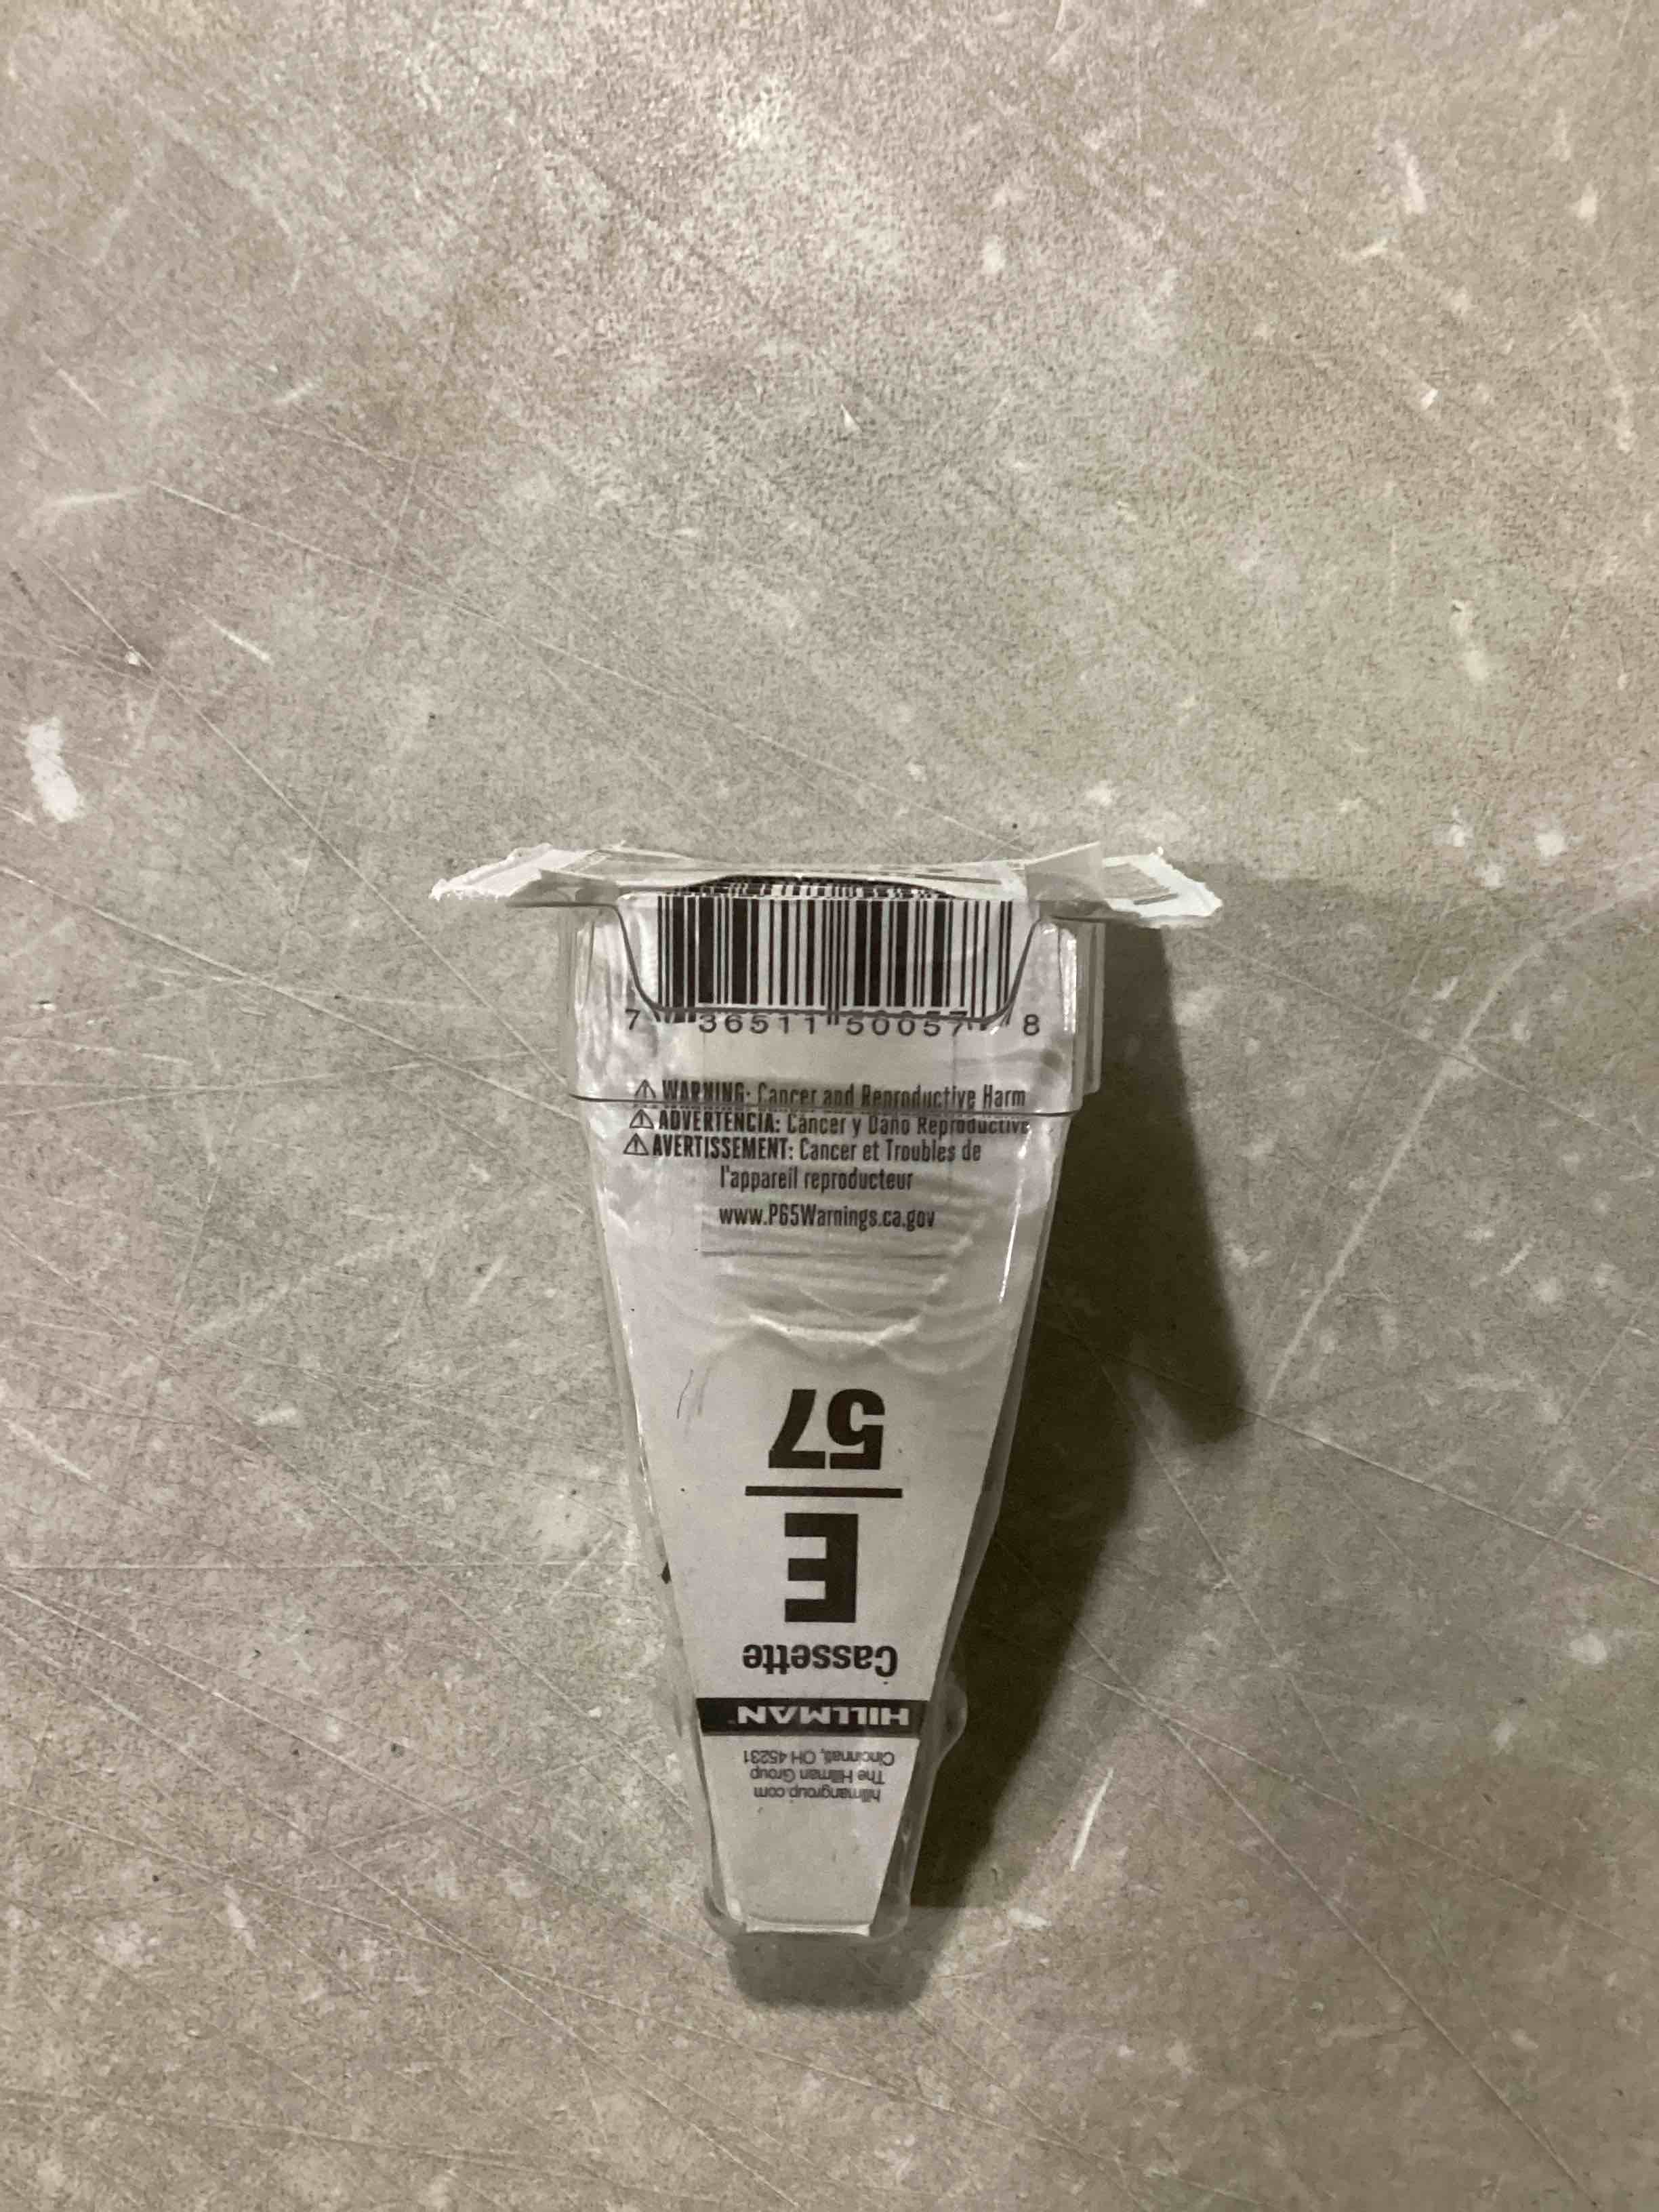 7 36511 50057 8
⚠ WARNING: Cancer and Reproductive Harm
⚠ ADVERTENCIA: Cáncer y Daño Reproductivo
⚠ AVERTISSEMENT: Cancer et Troubles de
l'appareil reproducteur
www.P65Warnings.ca.gov
hillmangroup.com
The Hillman Group
Cincinnati, OH 45231
HILLMAN™
Cassette
E
57